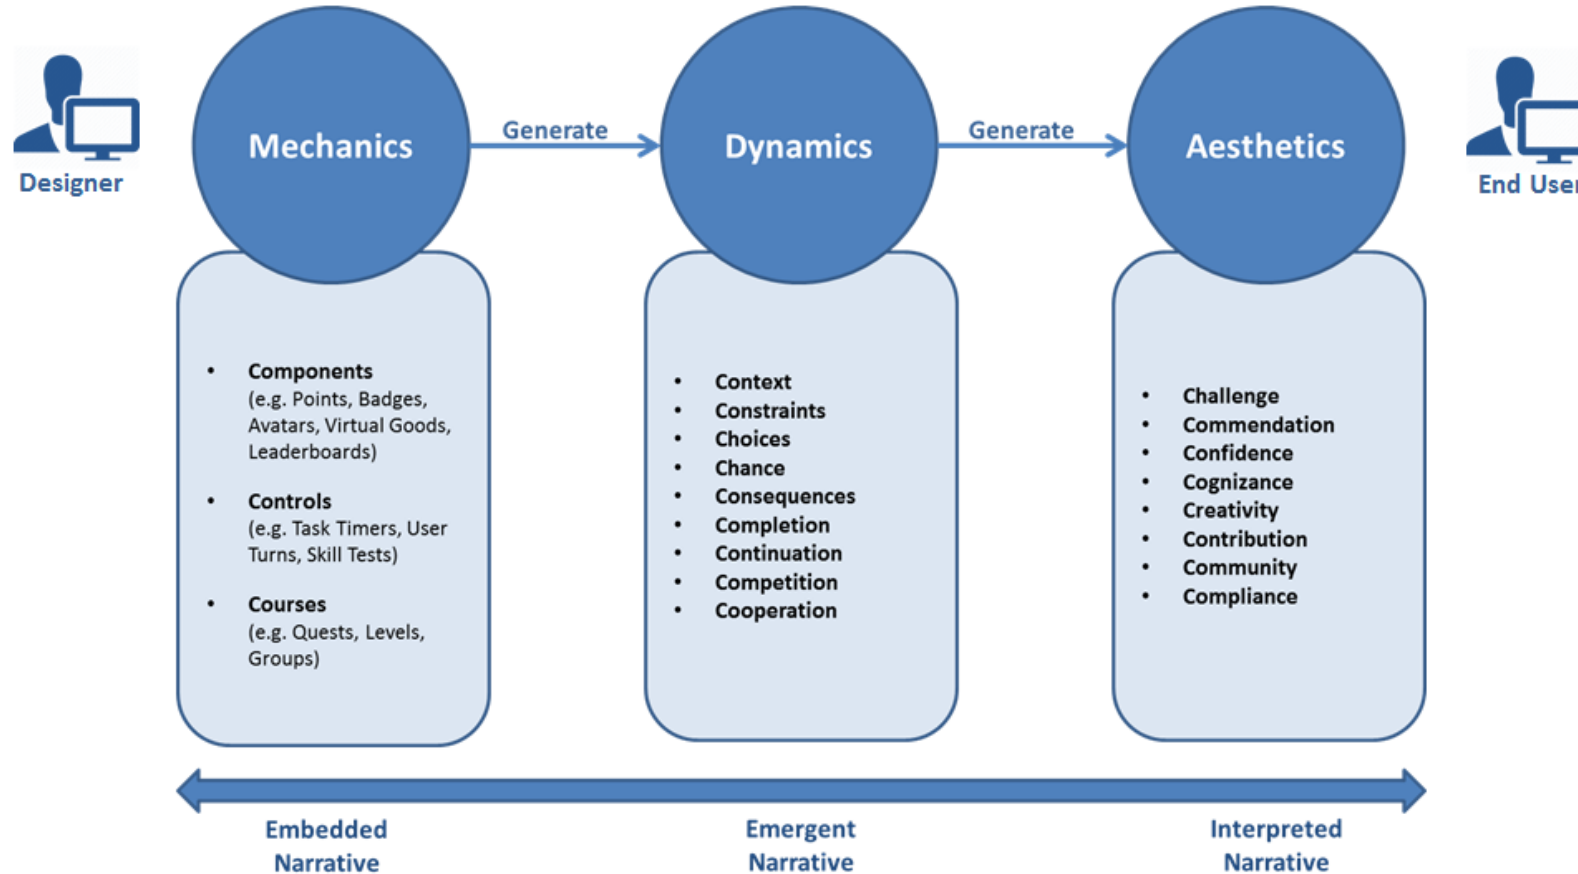 Designer
Mechanics
Generate
Dynamics
Generate
Aesthetics
End User
• Components
(e.g. Points, Badges,
Avatars, Virtual Goods,
Leaderboards)
• Controls
(e.g. Task Timers, User
Turns, Skill Tests)
• Courses
(e.g. Quests, Levels,
Groups)
• Context
• Constraints
• Choices
• Chance
• Consequences
• Completion
• Continuation
• Competition
• Cooperation
• Challenge
• Commendation
• Confidence
• Cognizance
• Creativity
• Contribution
• Community
• Compliance
Embedded
Narrative
Emergent
Narrative
Interpreted
Narrative